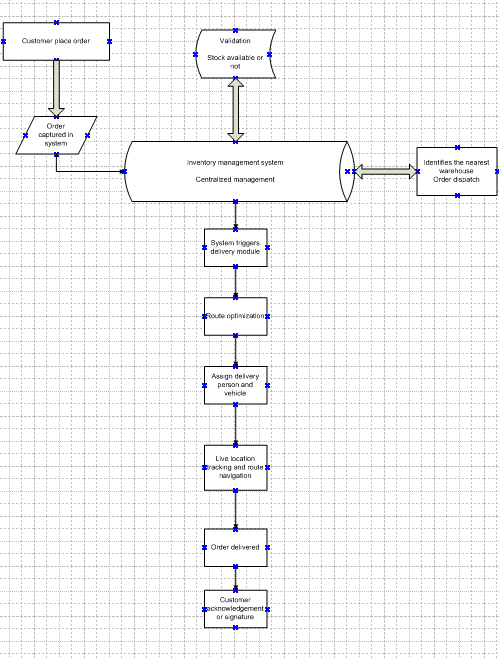 Customer place order
Validation
Stock available or
not
Order
captured in
system
Inventory management system
Centralized management
Identifies the nearest
warehouse
Order dispatch
System triggers
delivery module
Route optimization
Assign delivery
person and
vehicle
Live location
tracking and route
navigation
Order delivered
Customer
acknowledgement
or signature